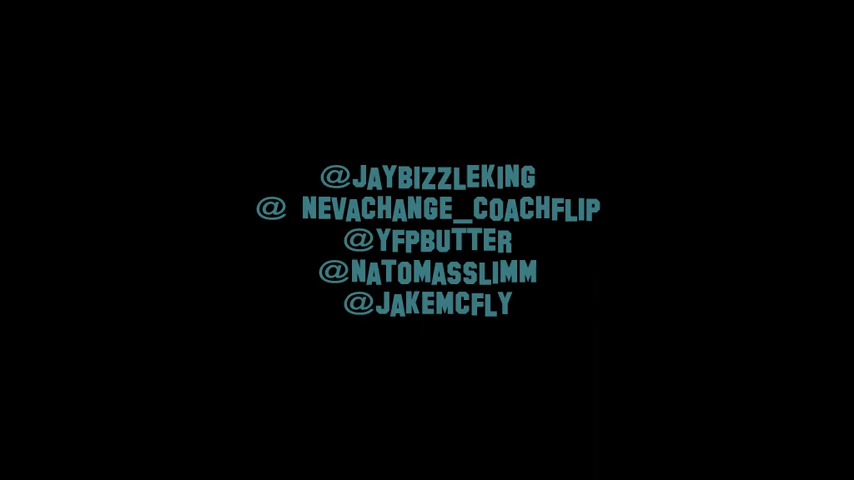 @JAYBIZZLEKING
@ NEVACHANGE_COACHFLIP
@YFPBUTTER
@NATOMASSLIMM
@JAKEMCFLY